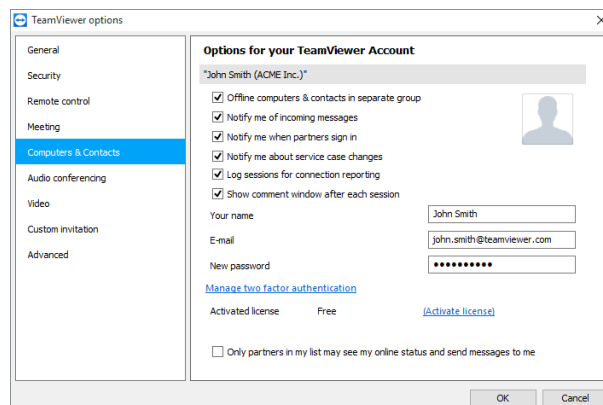 TeamViewer options
General
Security
Remote control
Meeting
Computers & Contacts
Audio conferencing
Video
Custom invitation
Advanced
Options for your TeamViewer Account
"John Smith (ACME Inc.)"
Offline computers & contacts in separate group
Notify me of incoming messages
Notify me when partners sign in
Notify me about service case changes
Log sessions for connection reporting
Show comment window after each session
Your name John Smith
E-mail john.smith@teamviewer.com
New password ●●●●●●●●●●
Manage two factor authentication
Activated license Free (Activate license)
Only partners in my list may see my online status and send messages to me
OK Cancel